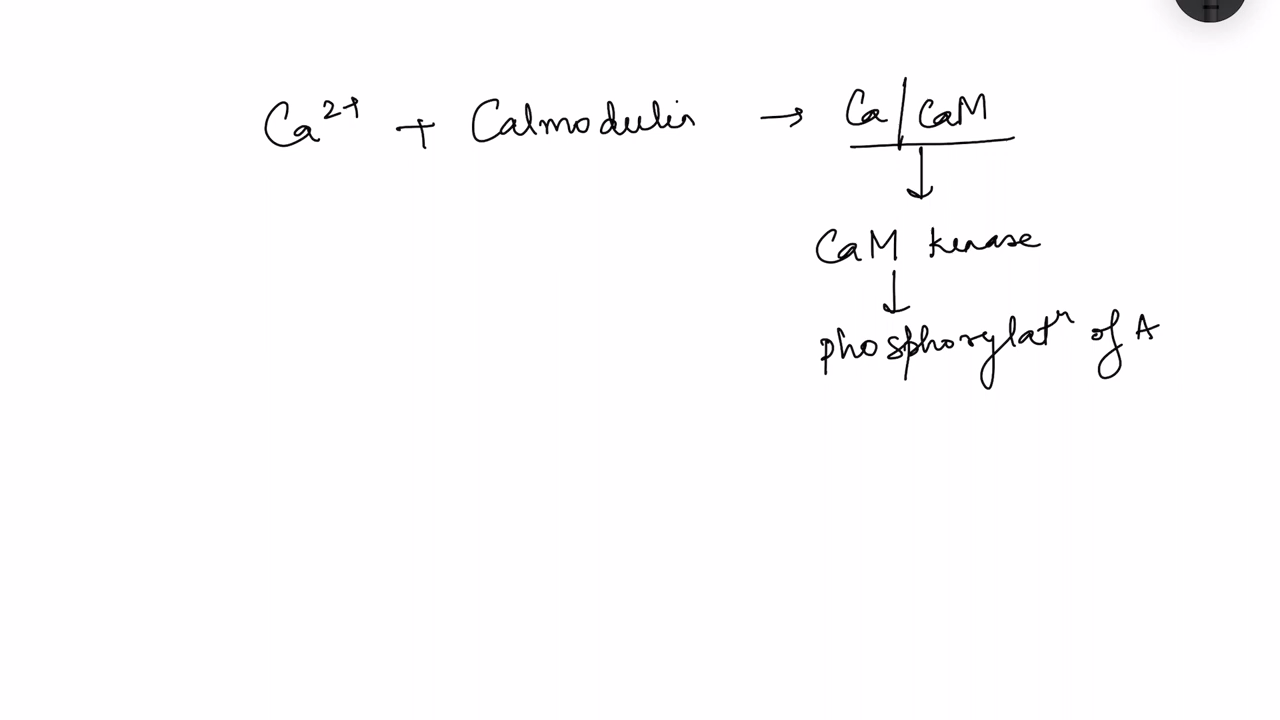 Ca²⁺ + Calmodulin → Ca/CaM
↓
CaM kinase
↓
phosphorylatⁿ of A